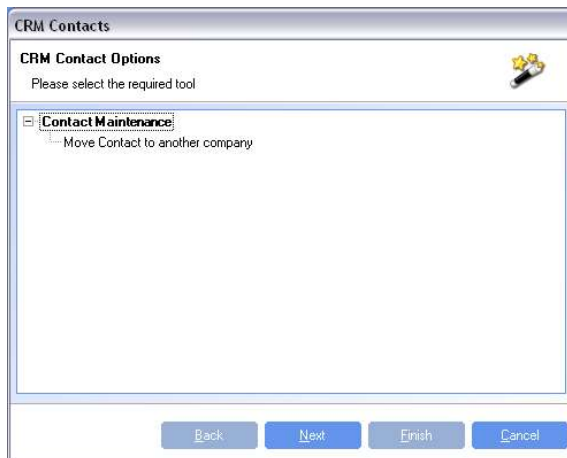 CRM Contacts
CRM Contact Options
Please select the required tool
Contact Maintenance
Move Contact to another company
Back Next Finish Cancel